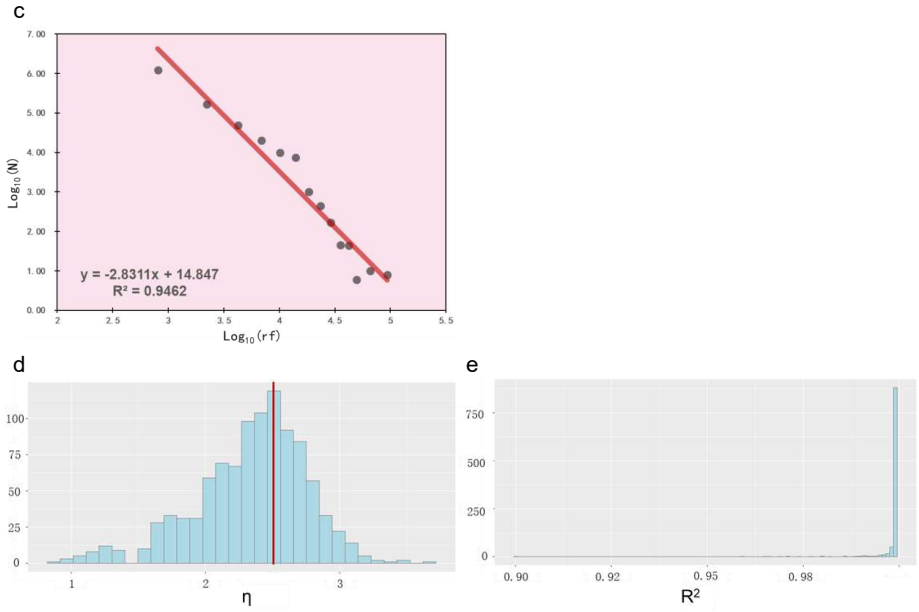 c
7.00
6.00
5.00
4.00
3.00
2.00
1.00
0.00
Log₁₀(N)
y = -2.8311x + 14.847
R² = 0.9462
2 2.5 3 3.5 4 4.5 5 5.5
Log₁₀(rf)
d
100
75
50
25
0
1 2 3
η
e
750
500
250
0
0.90 0.92 0.95 0.98
R²